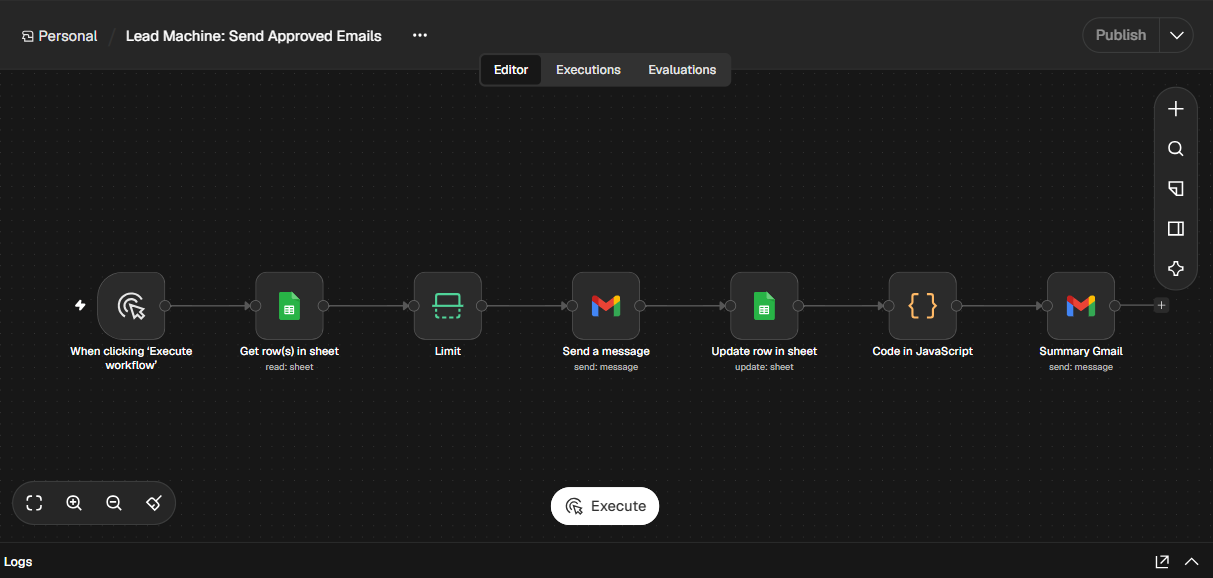 Personal / Lead Machine: Send Approved Emails
Publish
Editor Executions Evaluations
When clicking ‘Execute
workflow’
Get row(s) in sheet
read: sheet
Limit
Send a message
send: message
Update row in sheet
update: sheet
Code in JavaScript
Summary Gmail
send: message
Execute
Logs